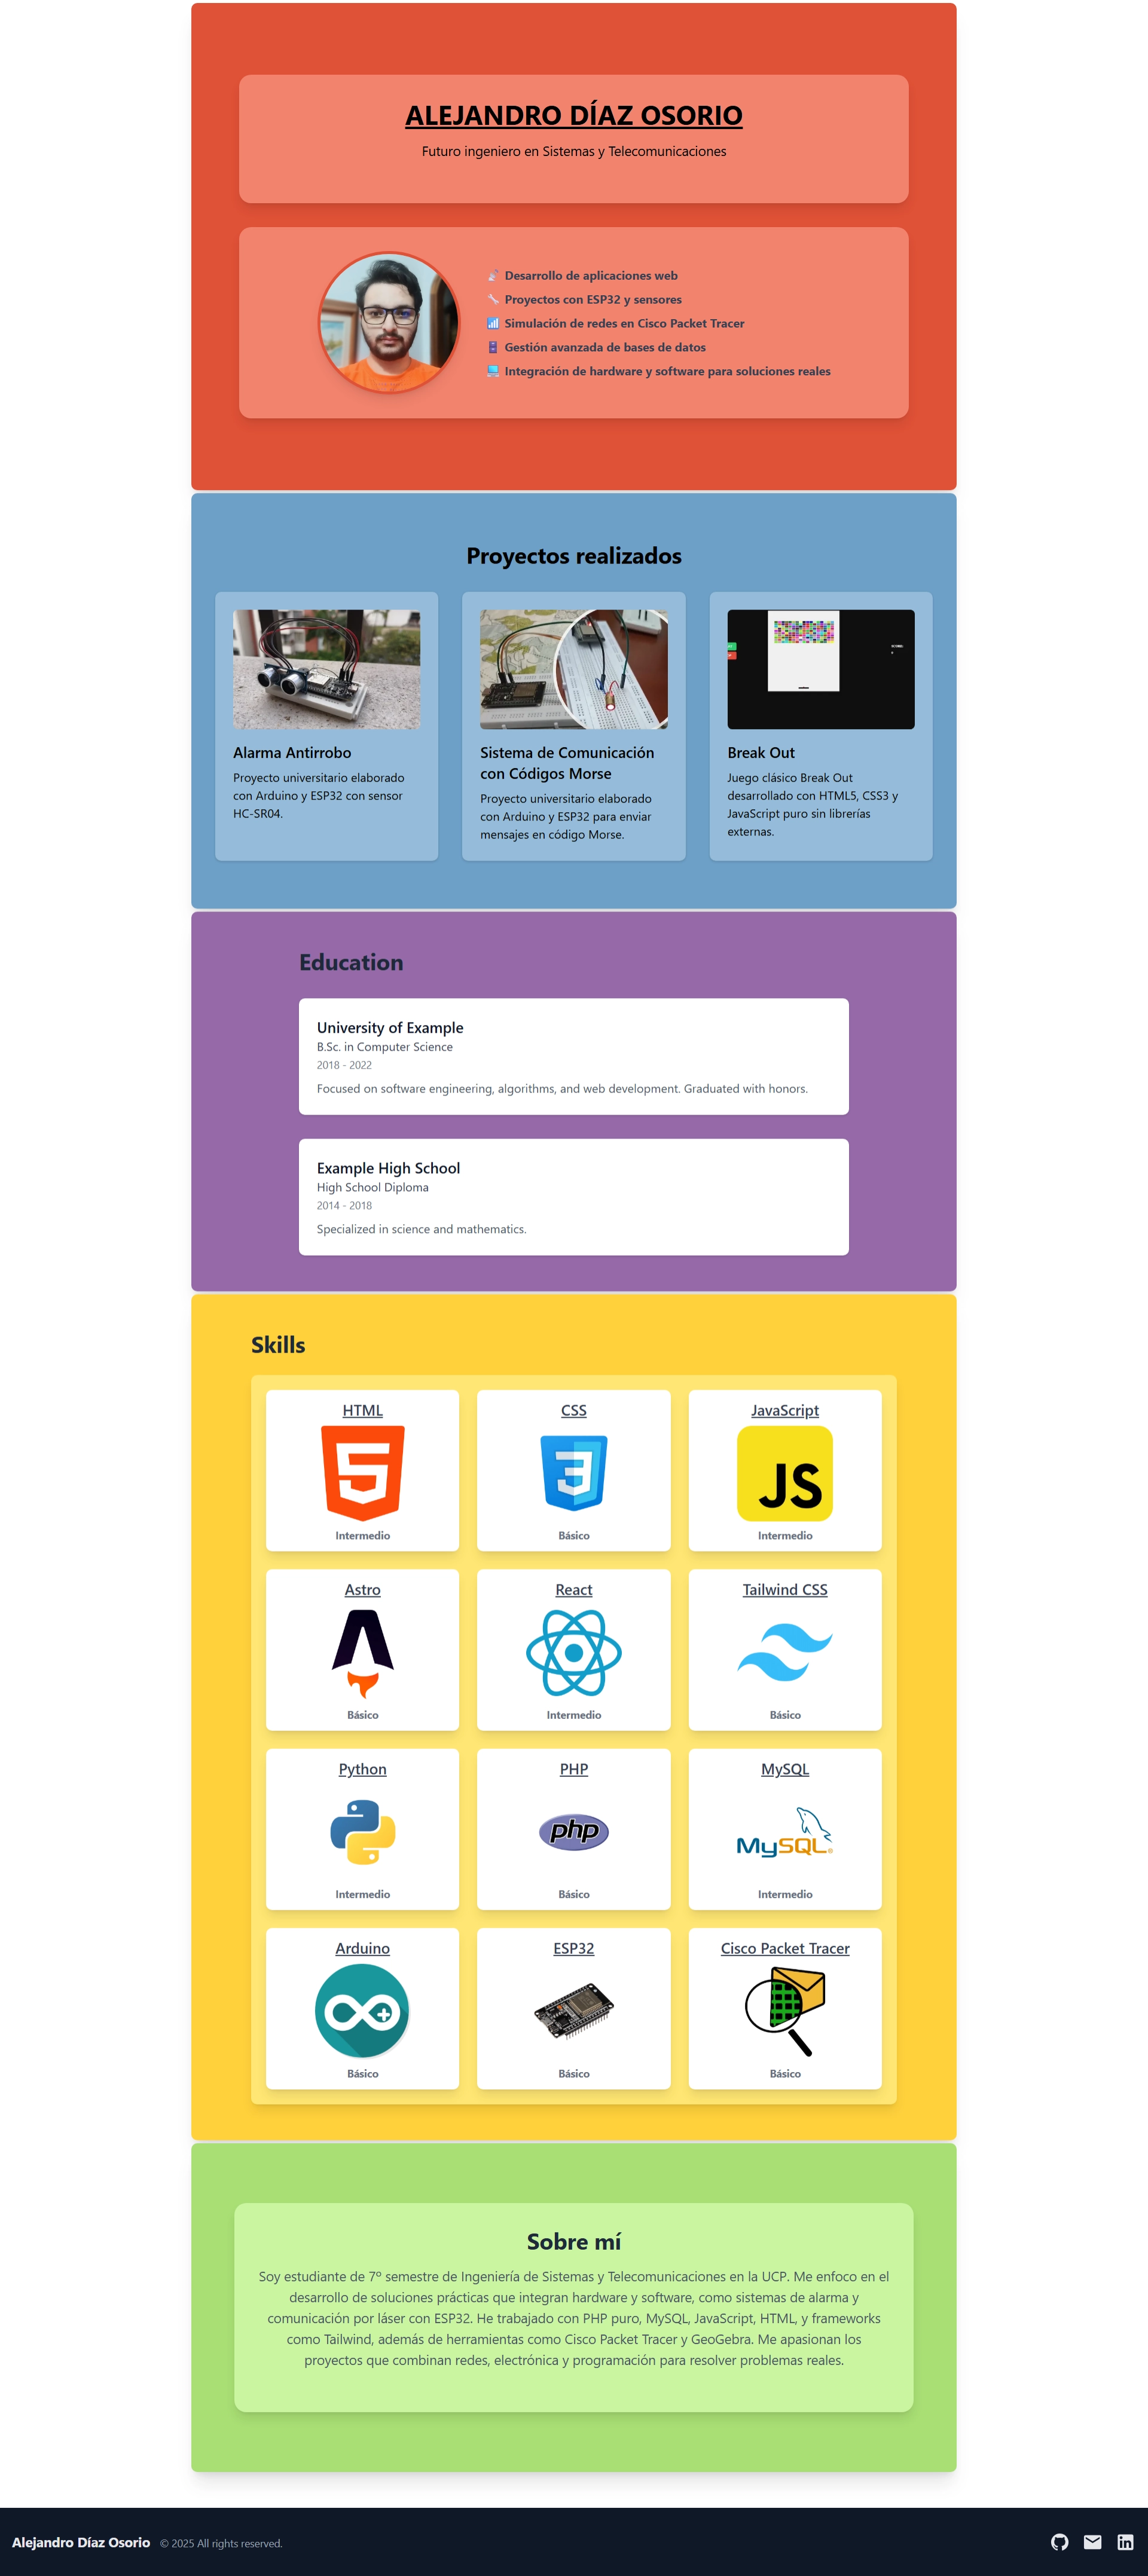 ALEJANDRO DÍAZ OSORIO
Futuro ingeniero en Sistemas y Telecomunicaciones
Desarrollo de aplicaciones web
Proyectos con ESP32 y sensores
Simulación de redes en Cisco Packet Tracer
Gestión avanzada de bases de datos
Integración de hardware y software para soluciones reales
Proyectos realizados
Alarma Antirrobo
Proyecto universitario elaborado
con Arduino y ESP32 con sensor
HC-SR04.
Sistema de Comunicación
con Códigos Morse
Proyecto universitario elaborado
con Arduino y ESP32 para enviar
mensajes en código Morse.
Break Out
Juego clásico Break Out
desarrollado con HTML5, CSS3 y
JavaScript puro sin librerías
externas.
Education
University of Example
B.Sc. in Computer Science
2018 - 2022
Focused on software engineering, algorithms, and web development. Graduated with honors.
Example High School
High School Diploma
2014 - 2018
Specialized in science and mathematics.
Skills
HTML
5
Intermedio
CSS
3
Básico
JavaScript
JS
Intermedio
Astro
Básico
React
Intermedio
Tailwind CSS
Básico
Python
Intermedio
PHP
php
Básico
MySQL
MySQL®
Intermedio
Arduino
Básico
ESP32
Básico
Cisco Packet Tracer
Básico
Sobre mí
Soy estudiante de 7º semestre de Ingeniería de Sistemas y Telecomunicaciones en la UCP. Me enfoco en el
desarrollo de soluciones prácticas que integran hardware y software, como sistemas de alarma y
comunicación por láser con ESP32. He trabajado con PHP puro, MySQL, JavaScript, HTML, y frameworks
como Tailwind, además de herramientas como Cisco Packet Tracer y GeoGebra. Me apasionan los
proyectos que combinan redes, electrónica y programación para resolver problemas reales.
Alejandro Díaz Osorio © 2025 All rights reserved.
in